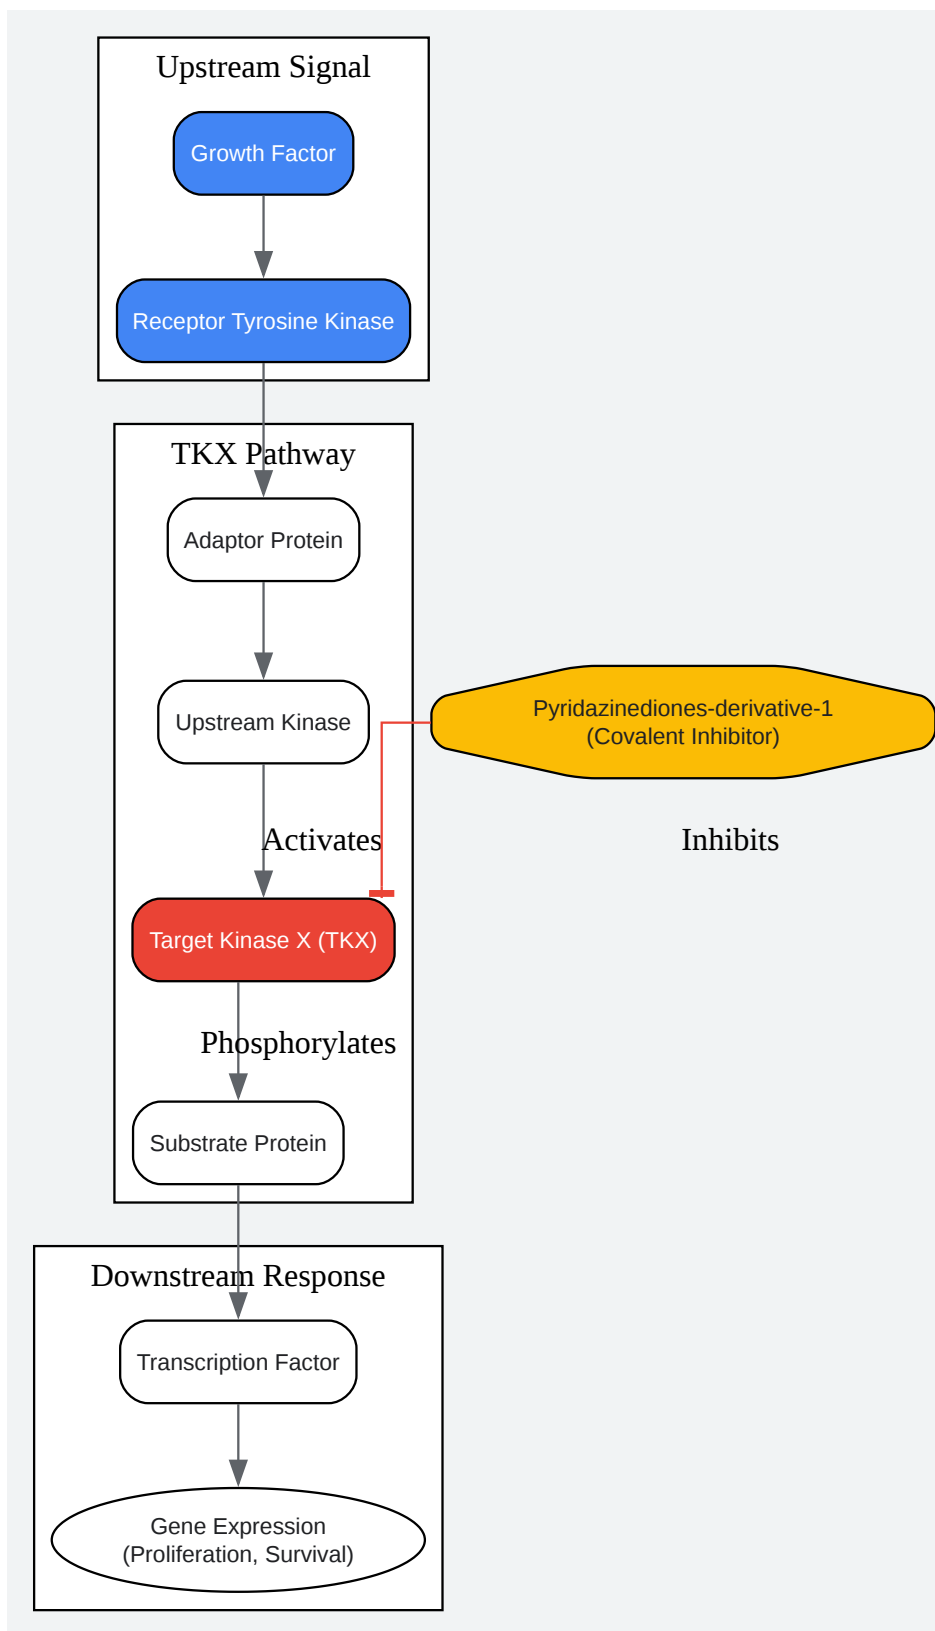 Upstream Signal
Growth Factor
Receptor Tyrosine Kinase
TKX Pathway
Adaptor Protein
Upstream Kinase
Pyridazinediones-derivative-1
(Covalent Inhibitor)
Activates
Inhibits
Target Kinase X (TKX)
Phosphorylates
Substrate Protein
Downstream Response
Transcription Factor
Gene Expression
(Proliferation, Survival)